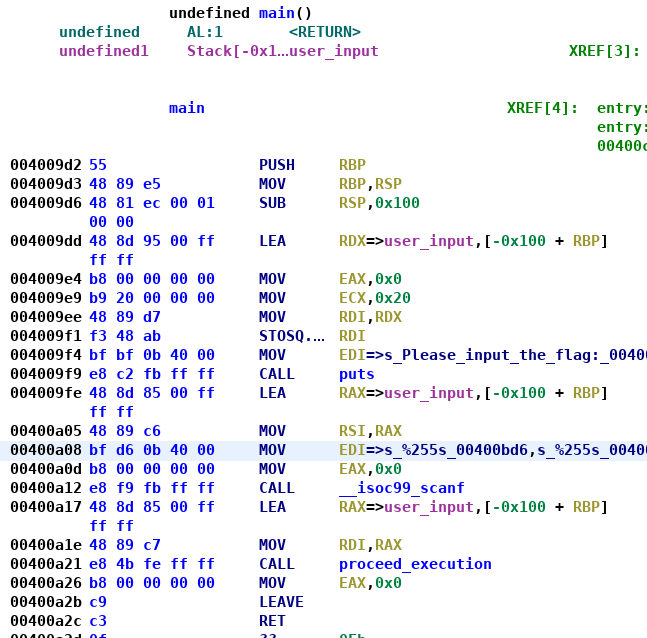 undefined main()
undefined AL:1 <RETURN>
undefined1 Stack[-0x1...user_input XREF[3]:
main XREF[4]: entry:
entry:
00400c
004009d2 55 PUSH RBP
004009d3 48 89 e5 MOV RBP,RSP
004009d6 48 81 ec 00 01 SUB RSP,0x100
00 00
004009dd 48 8d 95 00 ff LEA RDX=>user_input,[-0x100 + RBP]
ff ff
004009e4 b8 00 00 00 00 MOV EAX,0x0
004009e9 b9 20 00 00 00 MOV ECX,0x20
004009ee 48 89 d7 MOV RDI,RDX
004009f1 f3 48 ab STOSQ.... RDI
004009f4 bf bf 0b 40 00 MOV EDI=>s_Please_input_the_flag:_00400
004009f9 e8 c2 fb ff ff CALL puts
004009fe 48 8d 85 00 ff LEA RAX=>user_input,[-0x100 + RBP]
ff ff
00400a05 48 89 c6 MOV RSI,RAX
00400a08 bf d6 0b 40 00 MOV EDI=>s_%255s_00400bd6,s_%255s_00400
00400a0d b8 00 00 00 00 MOV EAX,0x0
00400a12 e8 f9 fb ff ff CALL __isoc99_scanf
00400a17 48 8d 85 00 ff LEA RAX=>user_input,[-0x100 + RBP]
ff ff
00400a1e 48 89 c7 MOV RDI,RAX
00400a21 e8 4b fe ff ff CALL proceed_execution
00400a26 b8 00 00 00 00 MOV EAX,0x0
00400a2b c9 LEAVE
00400a2c c3 RET